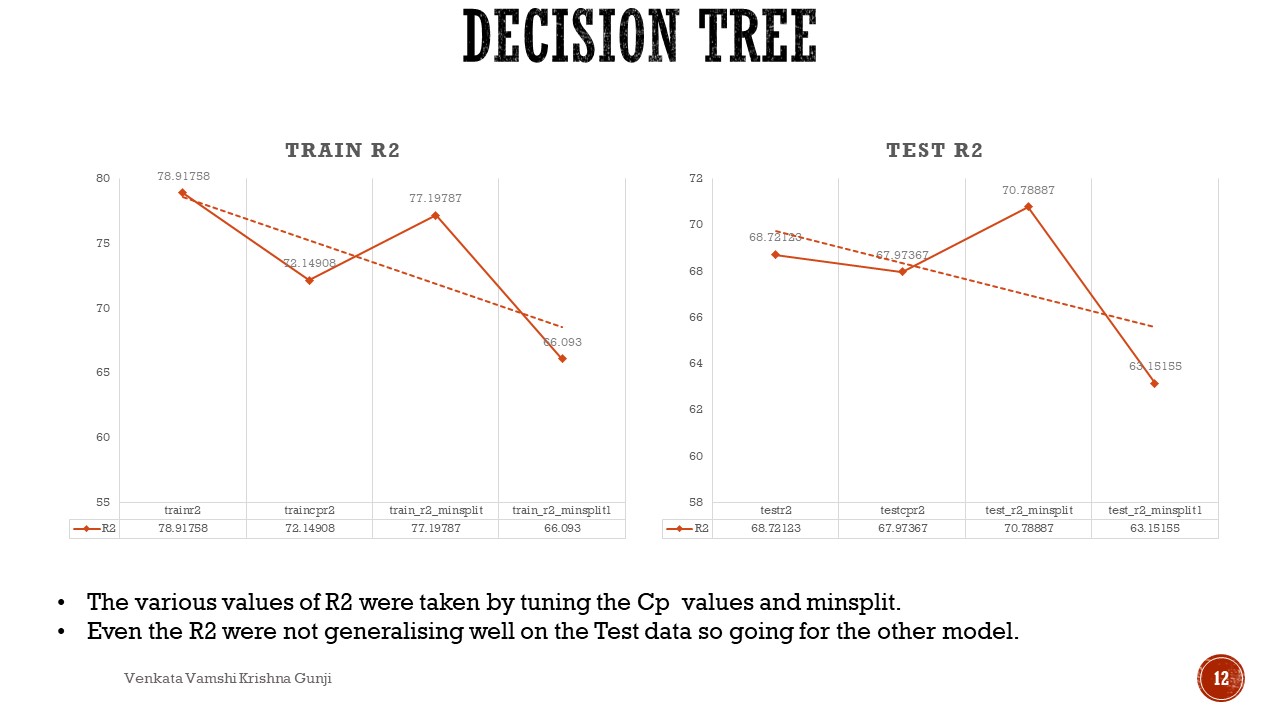 DECISION TREE
TRAIN R2
80
75
70
65
60
55
78.91758
72.14908
77.19787
66.093
trainr2 traincpr2 train_r2_minsplit train_r2_minsplit1
R2 78.91758 72.14908 77.19787 66.093
TEST R2
72
70
68
66
64
62
60
58
68.72123
67.97367
70.78887
63.15155
testr2 testcpr2 test_r2_minsplit test_r2_minsplit1
R2 68.72123 67.97367 70.78887 63.15155
• The various values of R2 were taken by tuning the Cp values and minsplit.
• Even the R2 were not generalising well on the Test data so going for the other model.
Venkata Vamshi Krishna Gunji
12